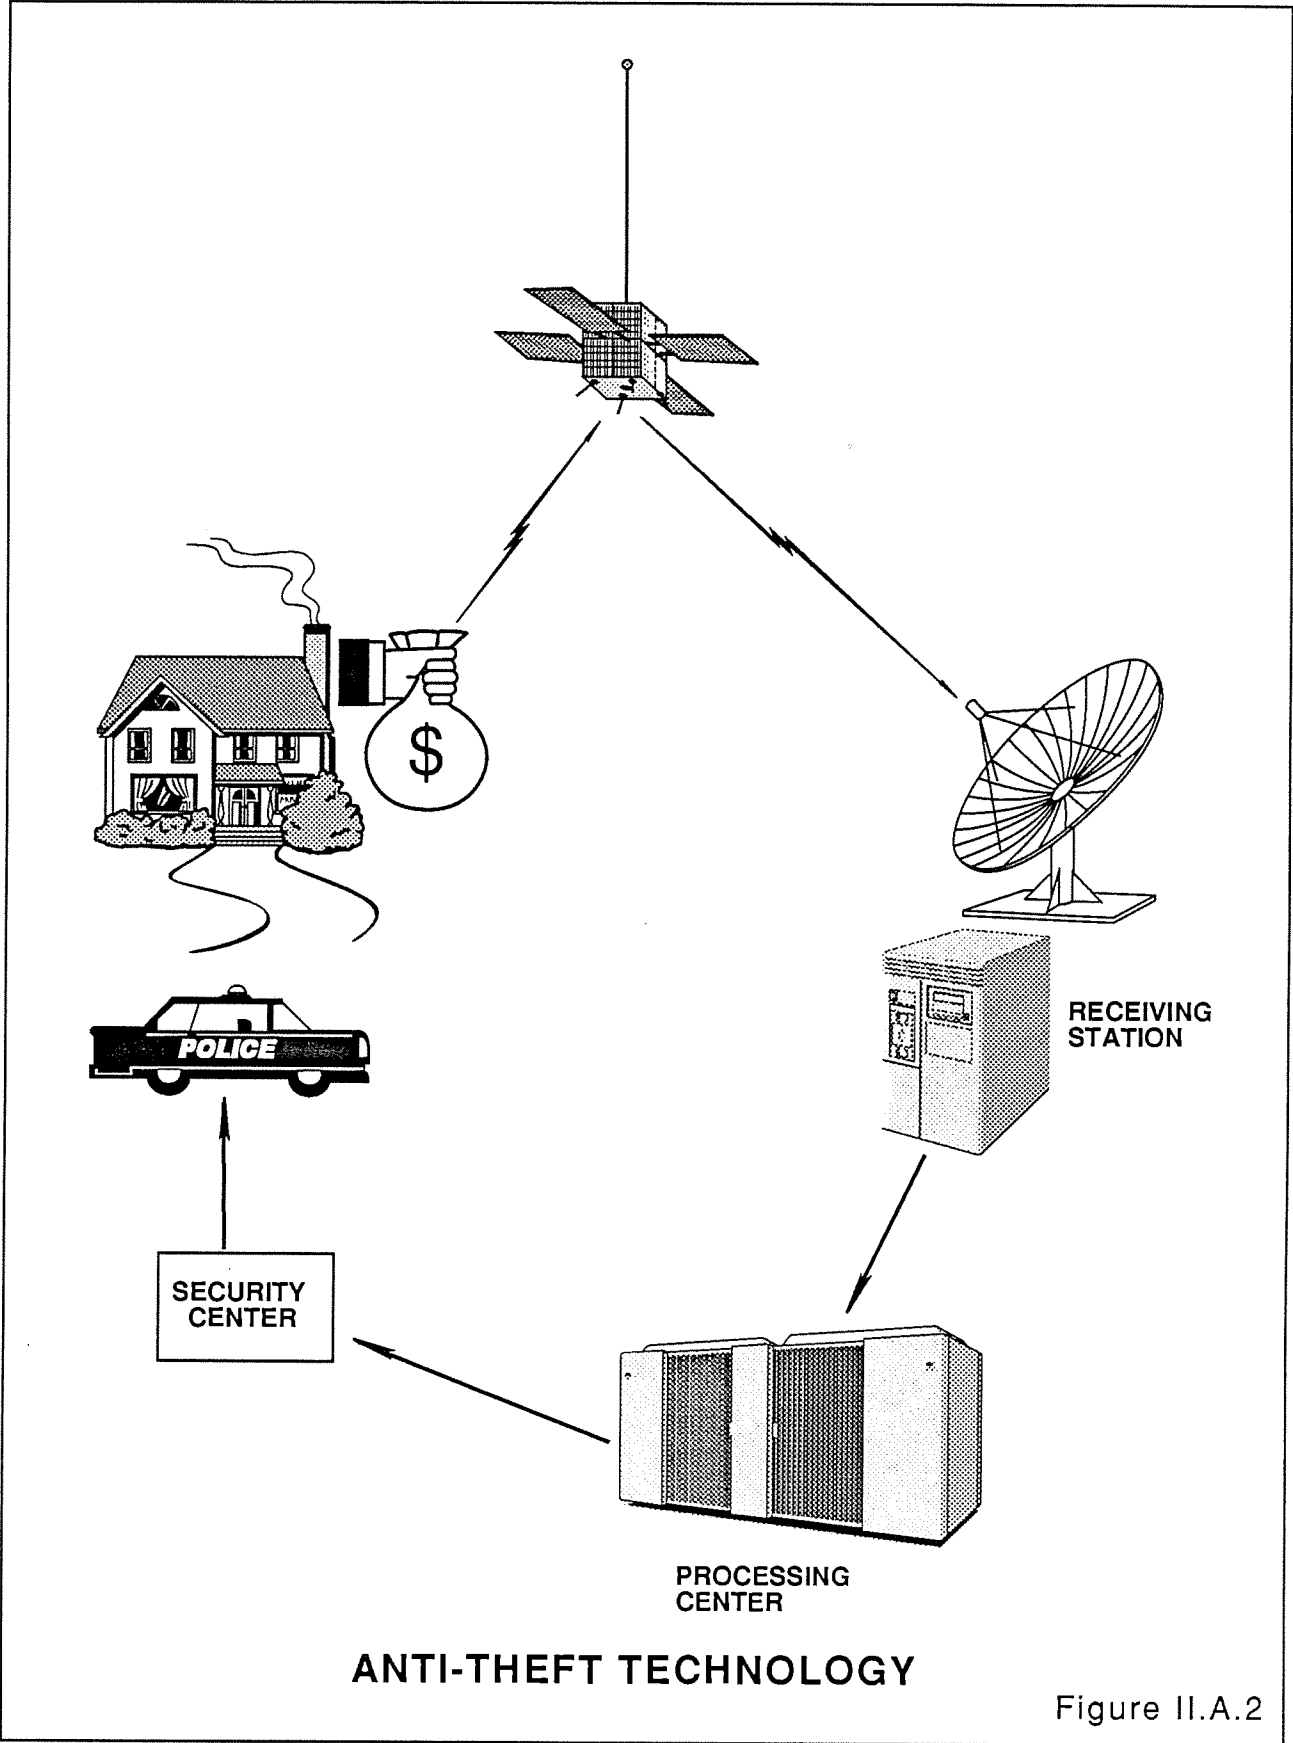 $
POLICE
RECEIVING
STATION
SECURITY
CENTER
PROCESSING
CENTER
ANTI-THEFT TECHNOLOGY
Figure II.A.2